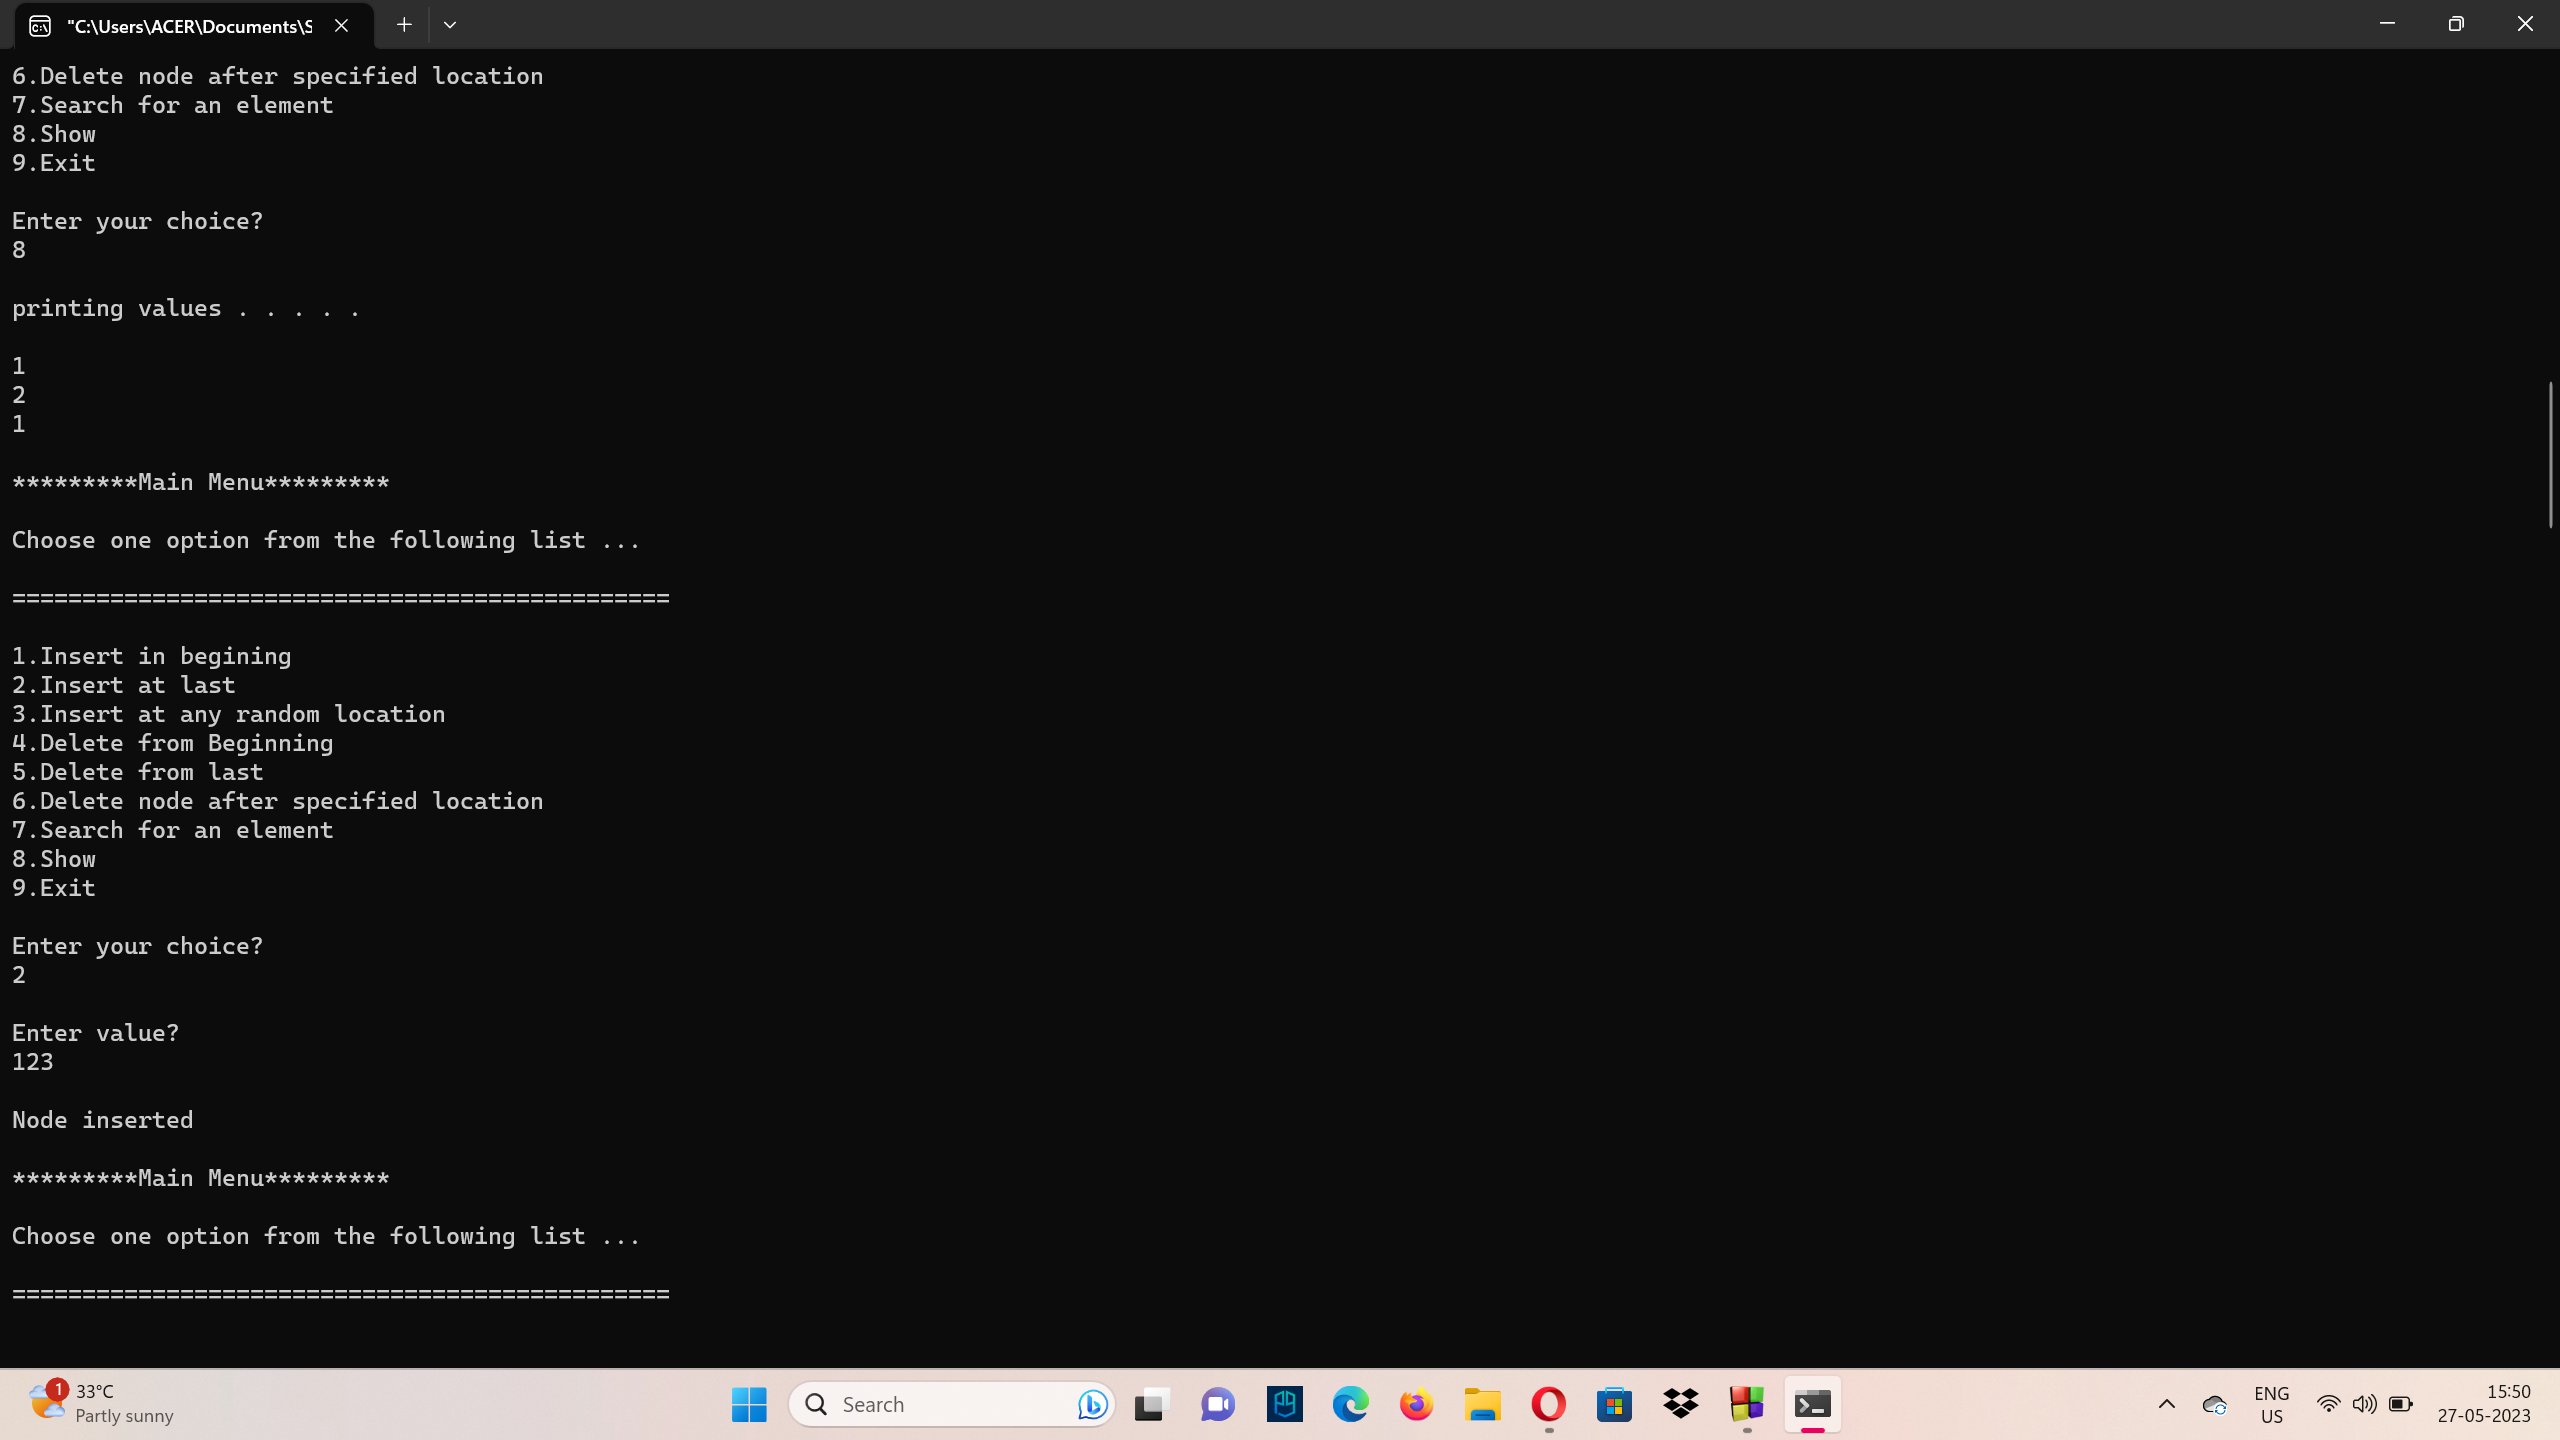 "C:\Users\ACER\Documents\S
6.Delete node after specified location
7.Search for an element
8.Show
9.Exit
Enter your choice?
8
printing values . . . . .
1
2
1
*********Main Menu*********
Choose one option from the following list ...
===============================================
1.Insert in begining
2.Insert at last
3.Insert at any random location
4.Delete from Beginning
5.Delete from last
6.Delete node after specified location
7.Search for an element
8.Show
9.Exit
Enter your choice?
2
Enter value?
123
Node inserted
*********Main Menu*********
Choose one option from the following list ...
===============================================
1
33°C
Partly sunny
Search
ENG
US
15:50
27-05-2023